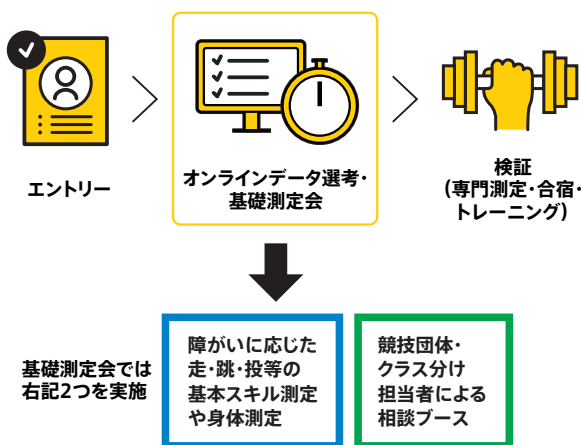 エントリー
オンラインデータ選考・
基礎測定会
検証
(専門測定・合宿・
トレーニング)
基礎測定会では
右記2つを実施
障がいに応じた
走・跳・投等の
基本スキル測定
や身体測定
競技団体・
クラス分け
担当者による
相談ブース